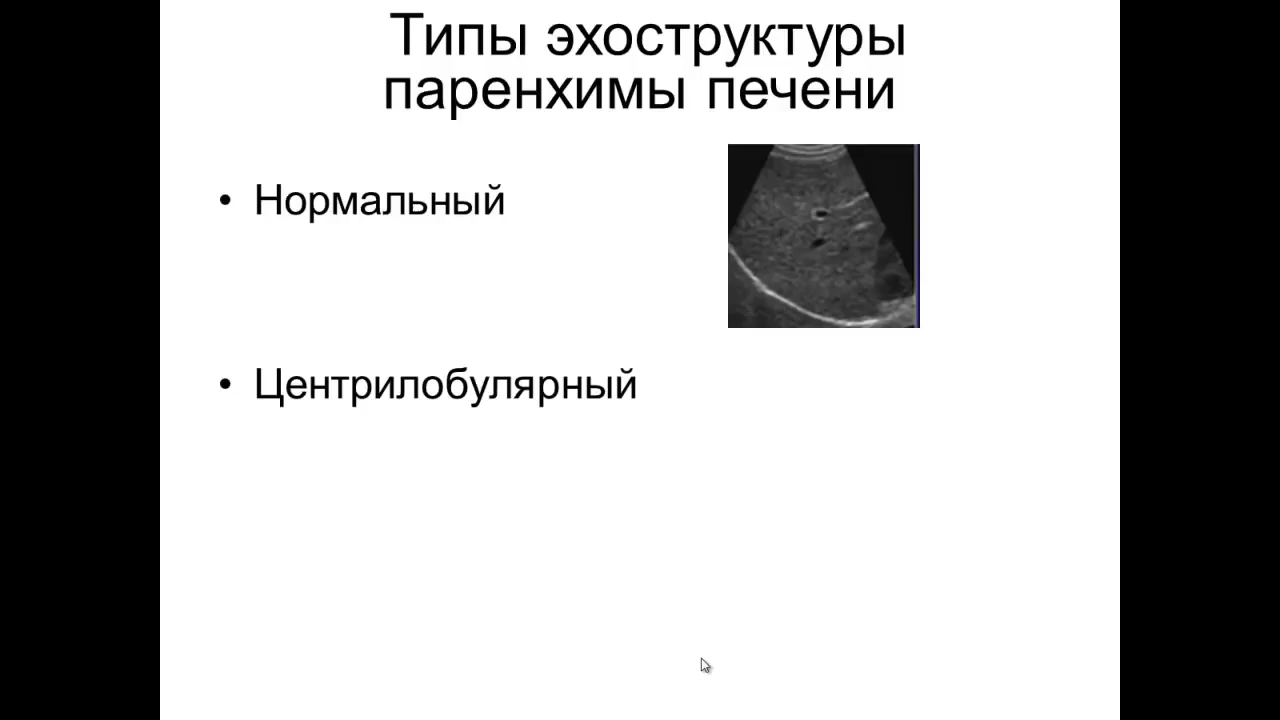 Типы эхоструктуры
паренхимы печени
• Нормальный
• Центрилобулярный